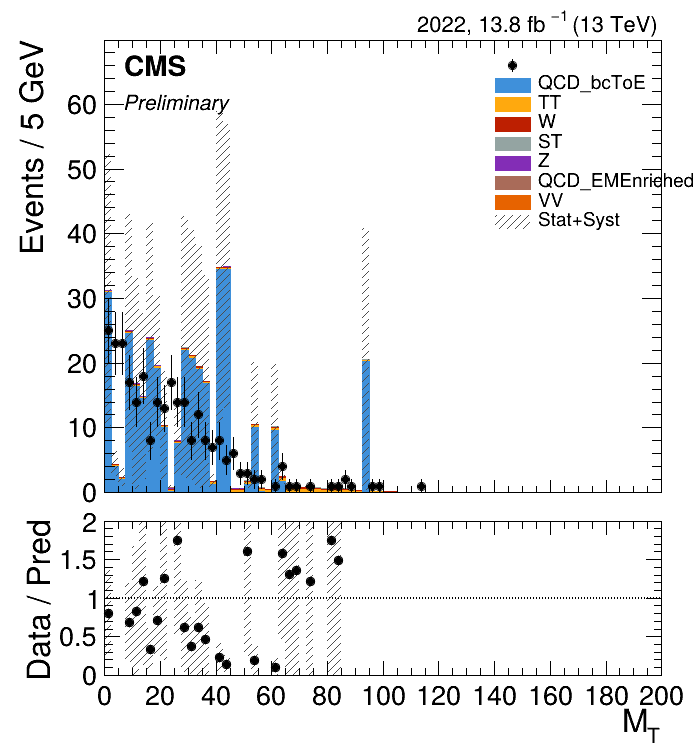 2022, 13.8 fb⁻¹ (13 TeV)
CMS
Preliminary
QCD_bcToE
TT
W
ST
Z
QCD_EMEnriched
VV
Stat+Syst
Events / 5 GeV
60
50
40
30
20
10
0
Data / Pred
2
1.5
1
0.5
0
0 20 40 60 80 100 120 140 160 180 200
M_T